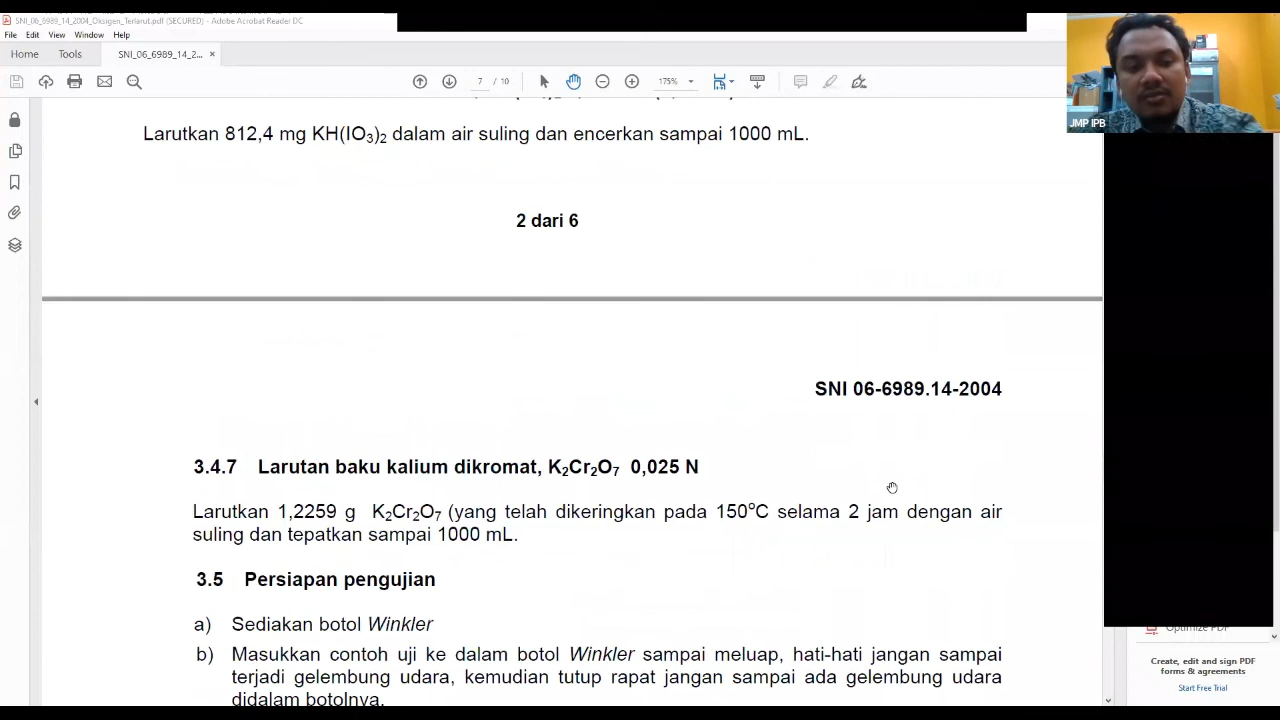 SNI_06_6989_14_2004_Oksigen_Terlarut.pdf (SECURED) - Adobe Acrobat Reader DC
File Edit View Window Help
Home Tools SNI_06_6989_14_2... ×
7 / 10 175%
JMP IPB
Larutkan 812,4 mg KH(IO3)2 dalam air suling dan encerkan sampai 1000 mL.
2 dari 6
SNI 06-6989.14-2004
3.4.7 Larutan baku kalium dikromat, K2Cr2O7 0,025 N
Larutkan 1,2259 g K2Cr2O7 (yang telah dikeringkan pada 150°C selama 2 jam dengan air
suling dan tepatkan sampai 1000 mL.
3.5 Persiapan pengujian
a) Sediakan botol Winkler
b) Masukkan contoh uji ke dalam botol Winkler sampai meluap, hati-hati jangan sampai
terjadi gelembung udara, kemudian tutup rapat jangan sampai ada gelembung udara
didalam botolnya.
Optimize PDF
Create, edit and sign PDF
forms & agreements
Start Free Trial